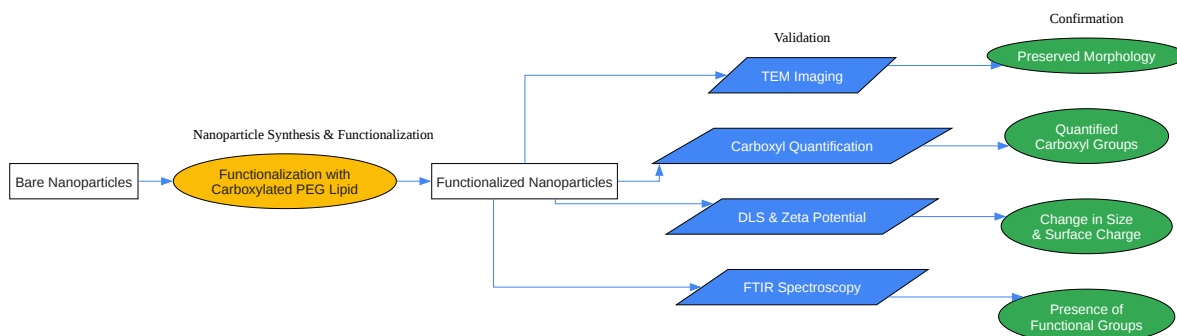 Confirmation
Validation
Preserved Morphology
TEM Imaging
Nanoparticle Synthesis & Functionalization
Quantified
Carboxyl Groups
Carboxyl Quantification
Bare Nanoparticles
Functionalization with
Carboxylated PEG Lipid
Functionalized Nanoparticles
DLS & Zeta Potential
Change in Size
& Surface Charge
FTIR Spectroscopy
Presence of
Functional Groups